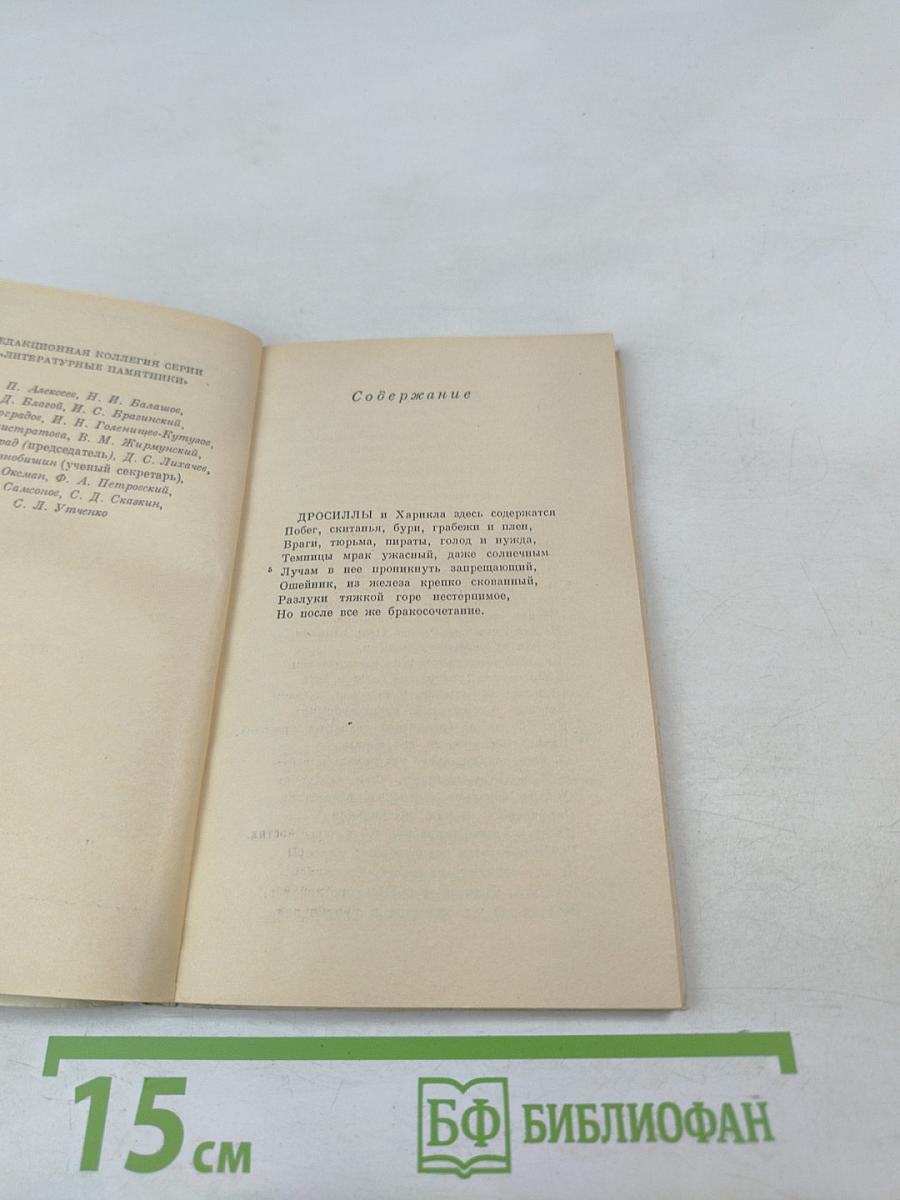 ЕДАКЦИОННАЯ КОЛЛЕГИЯ СЕРИИ
«ЛИТЕРАТУРНЫЕ ПАМЯТНИКИ»
П. Алексеев, Н. И. Балашов,
Д. Благой, И. С. Брагинский,
оградов, И. Н. Голенищев-Кутузов,
истратова, В. М. Жирмунский,
рад (председатель), Д. С. Лихачев,
нобишин (ученый секретарь),
Оксман, Ф. А. Петровский,
Самсонов, С. Д. Сказкин,
С. Л. Утченко
Содержание
ДРОСИЛЛЫ и Харикла здесь содержатся
Побег, скитанья, бури, грабежи и плен,
Враги, тюрьма, пираты, голод и нужда,
Темницы мрак ужасный, даже солнечным
5 Лучам в нее проникнуть запрещающий,
Ошейник, из железа крепко скованный,
Разлуки тяжкой горе нестерпимое,
Но после все же бракосочетание.
15 см
БФ БИБЛИОФАН